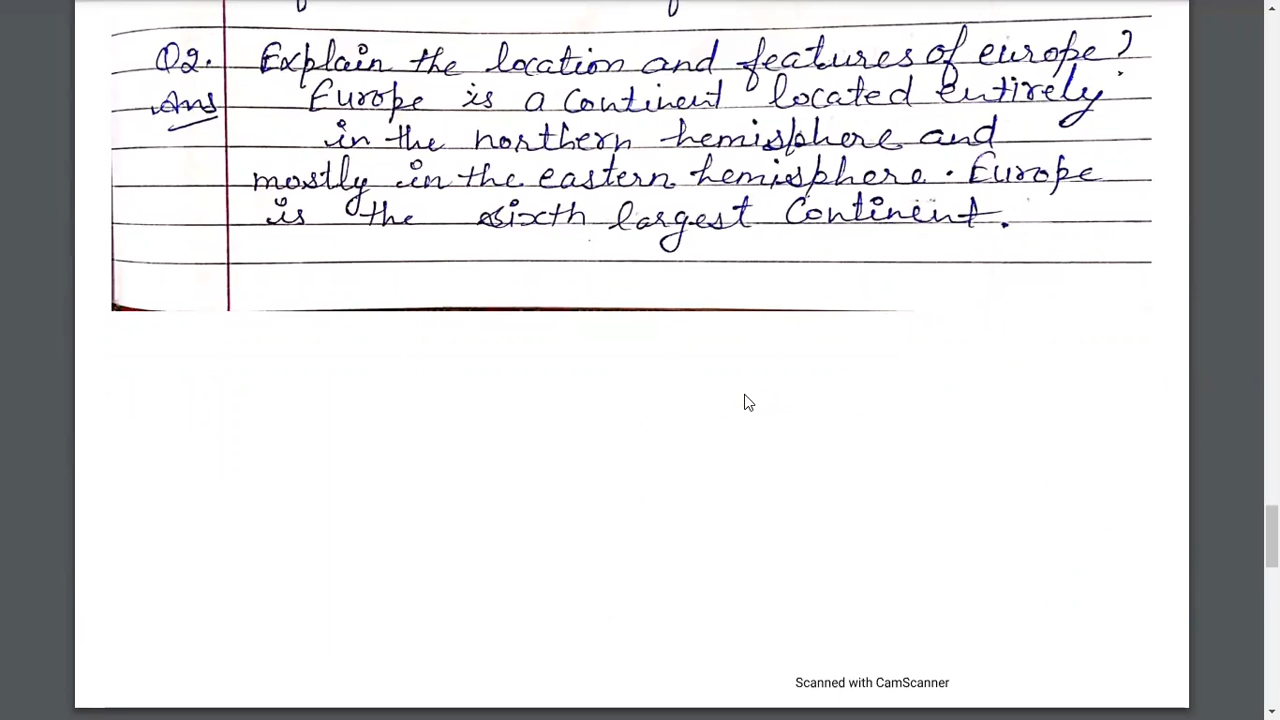 Q2. Explain the location and features of europe?
Ans Europe is a continent located entirely
in the northern hemisphere and
mostly in the eastern hemisphere. Europe
is the sixth largest continent.
Scanned with CamScanner